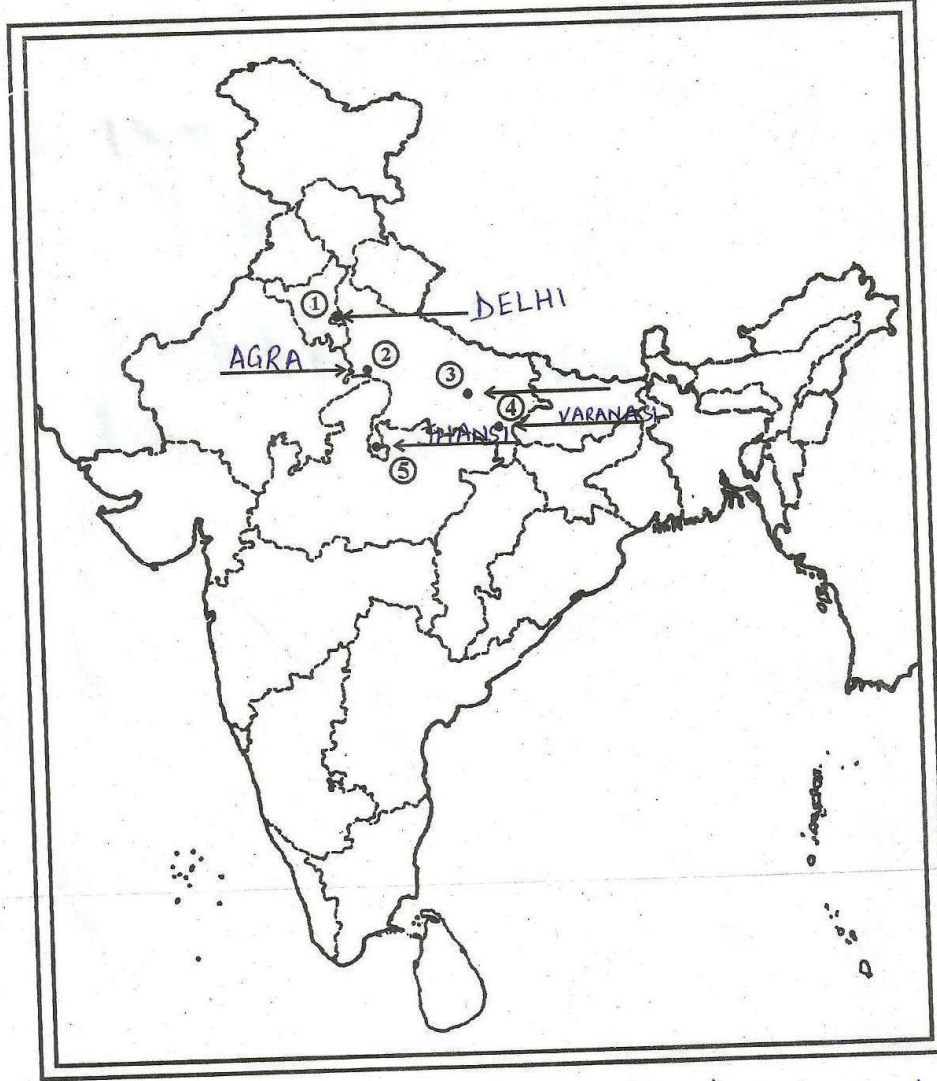 ① DELHI
AGRA ②
③
④ VARANASI
JHANSI
⑤